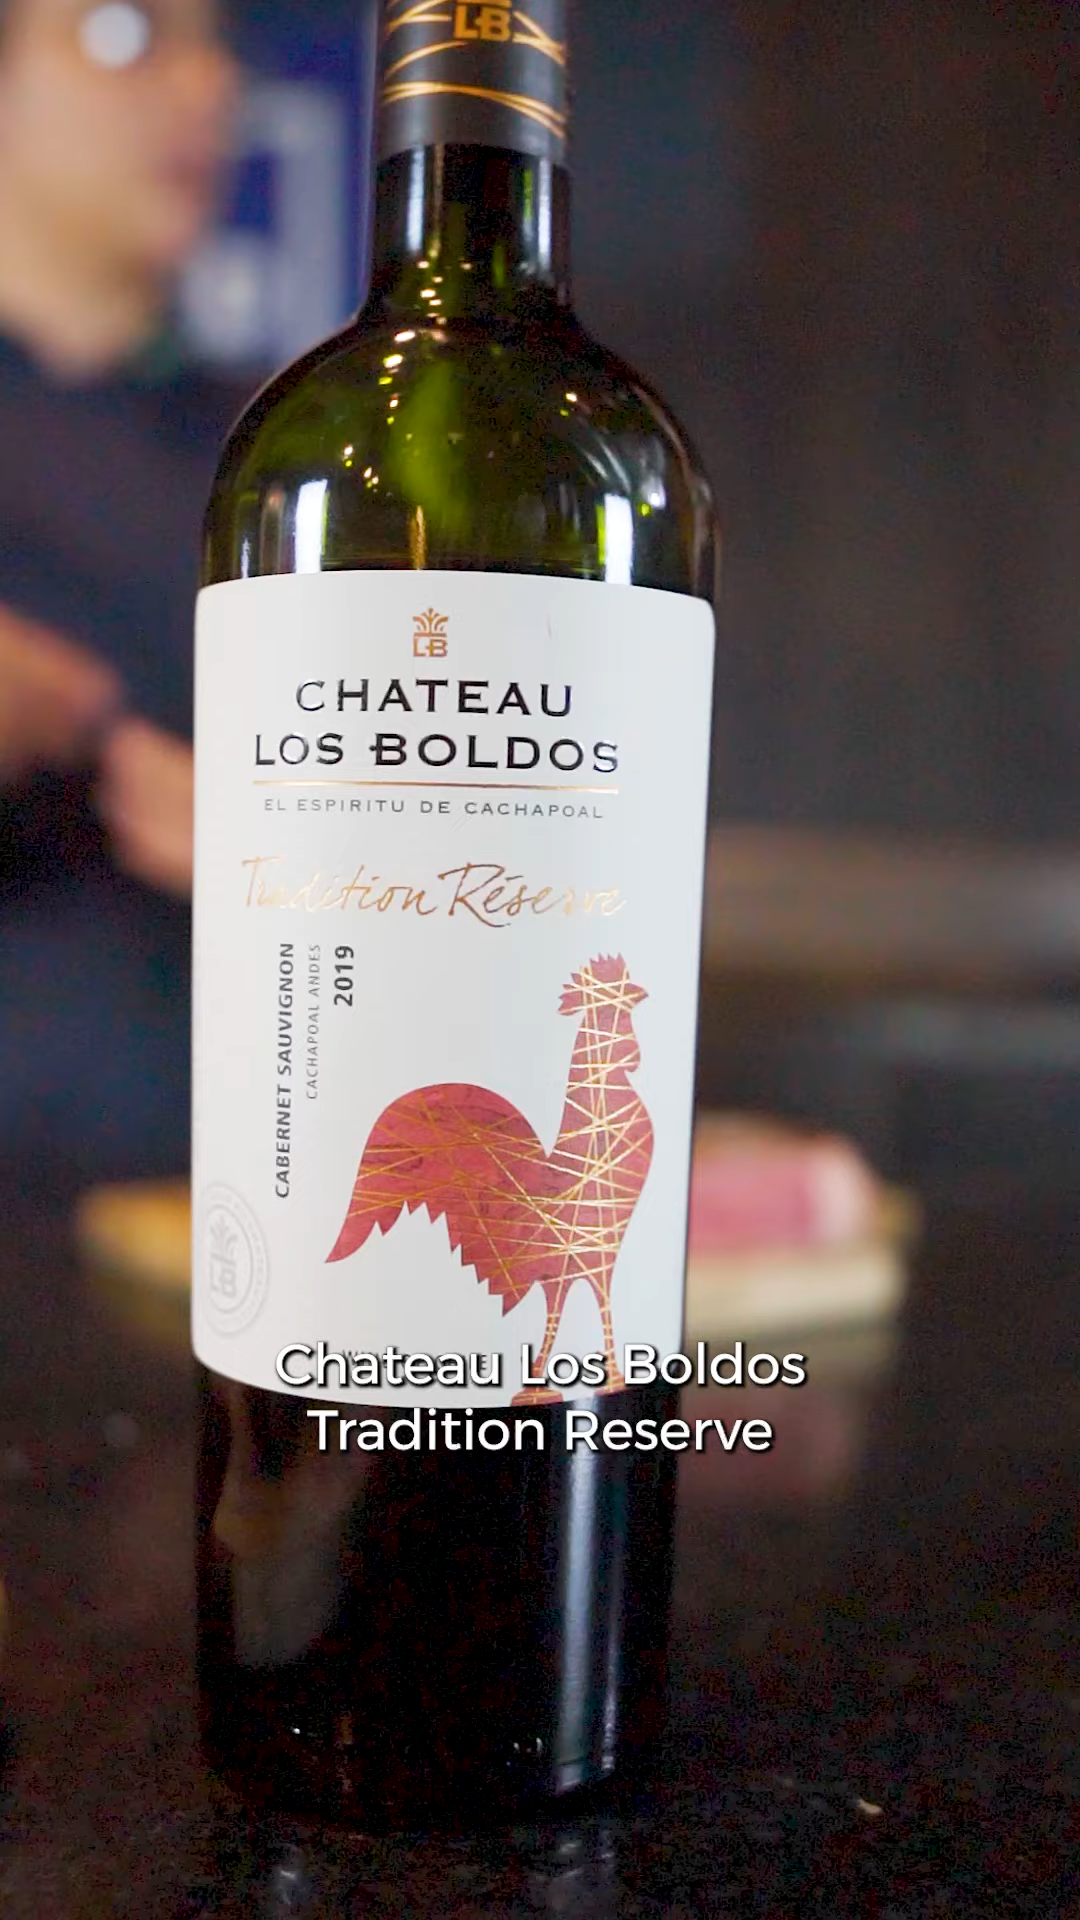 LB
LB
CHATEAU
LOS BOLDOS
EL ESPIRITU DE CACHAPOAL
Tradition Réserve
CABERNET SAUVIGNON
CACHAPOAL ANDES
2019
Chateau Los Boldos
Tradition Reserve